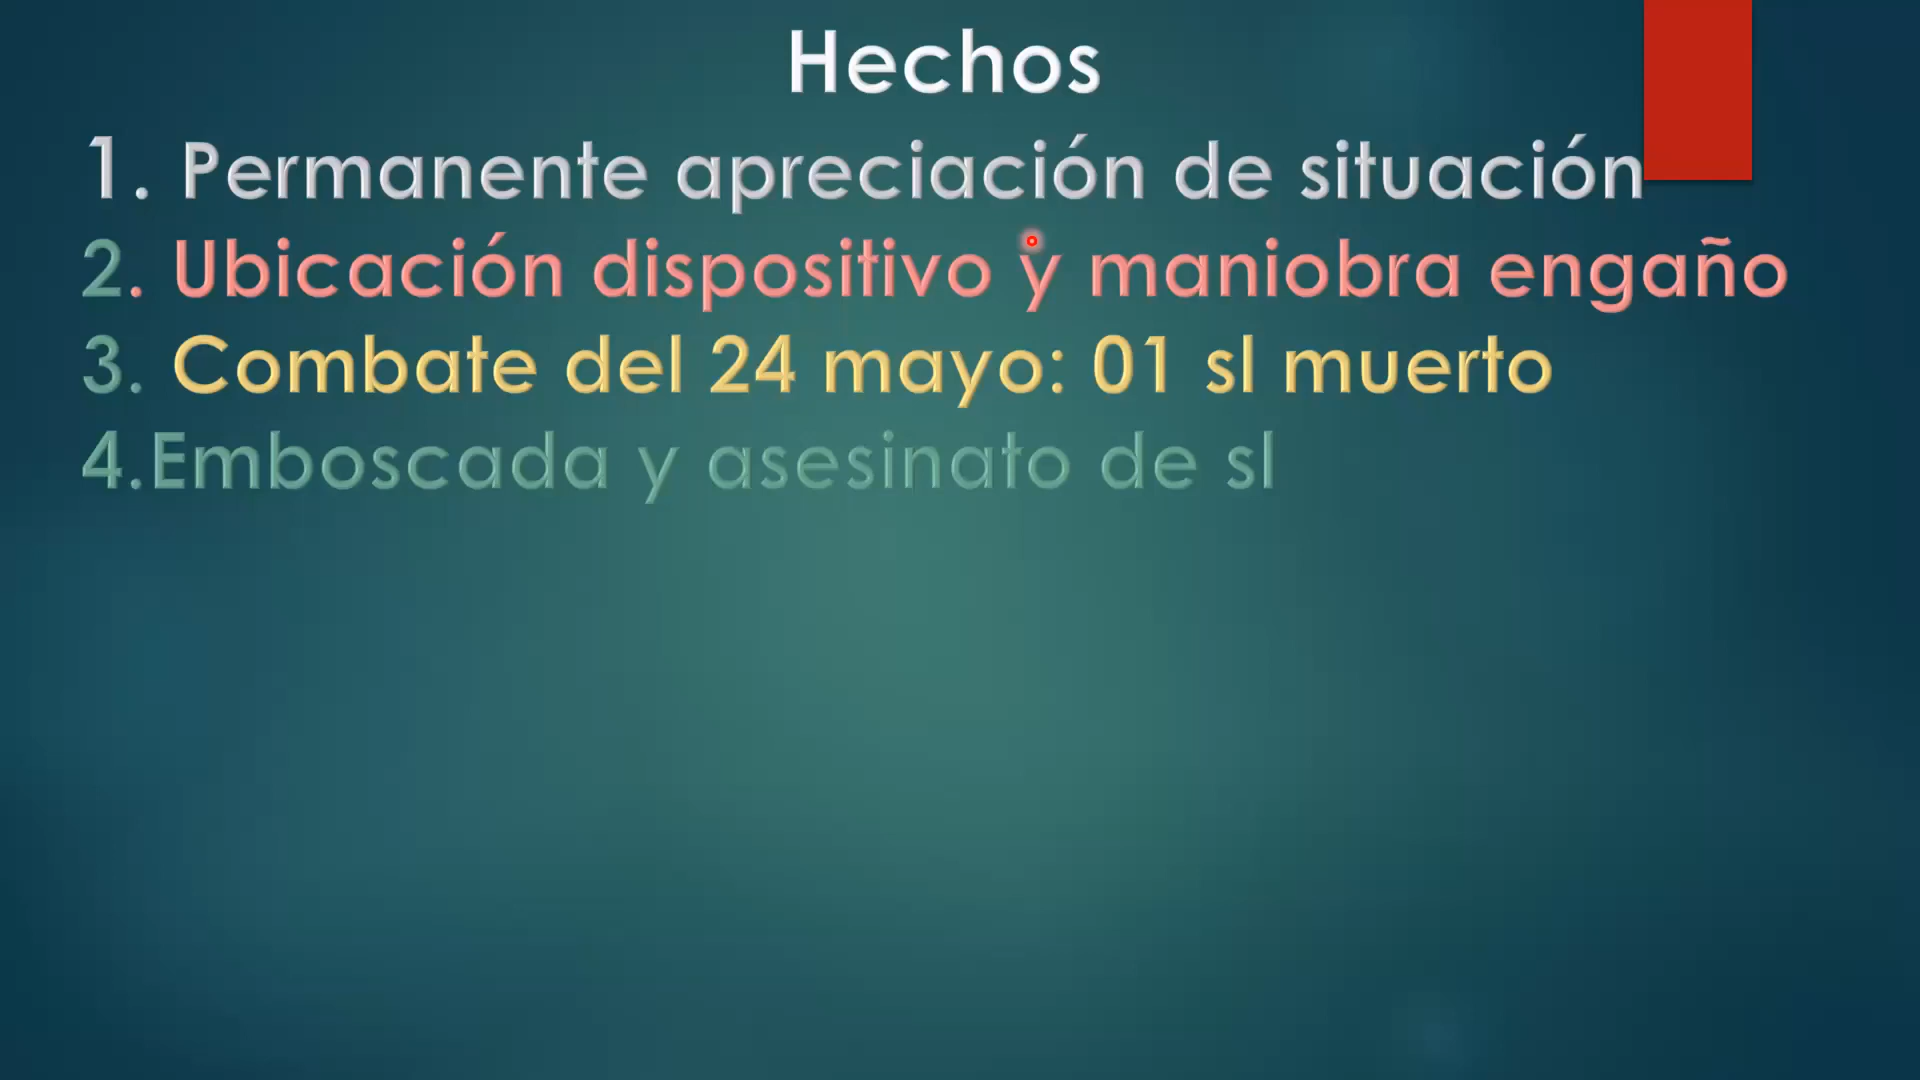 Hechos
1. Permanente apreciación de situación
2. Ubicación dispositivo y maniobra engaño
3. Combate del 24 mayo: 01 sl muerto
4.Emboscada y asesinato de sl